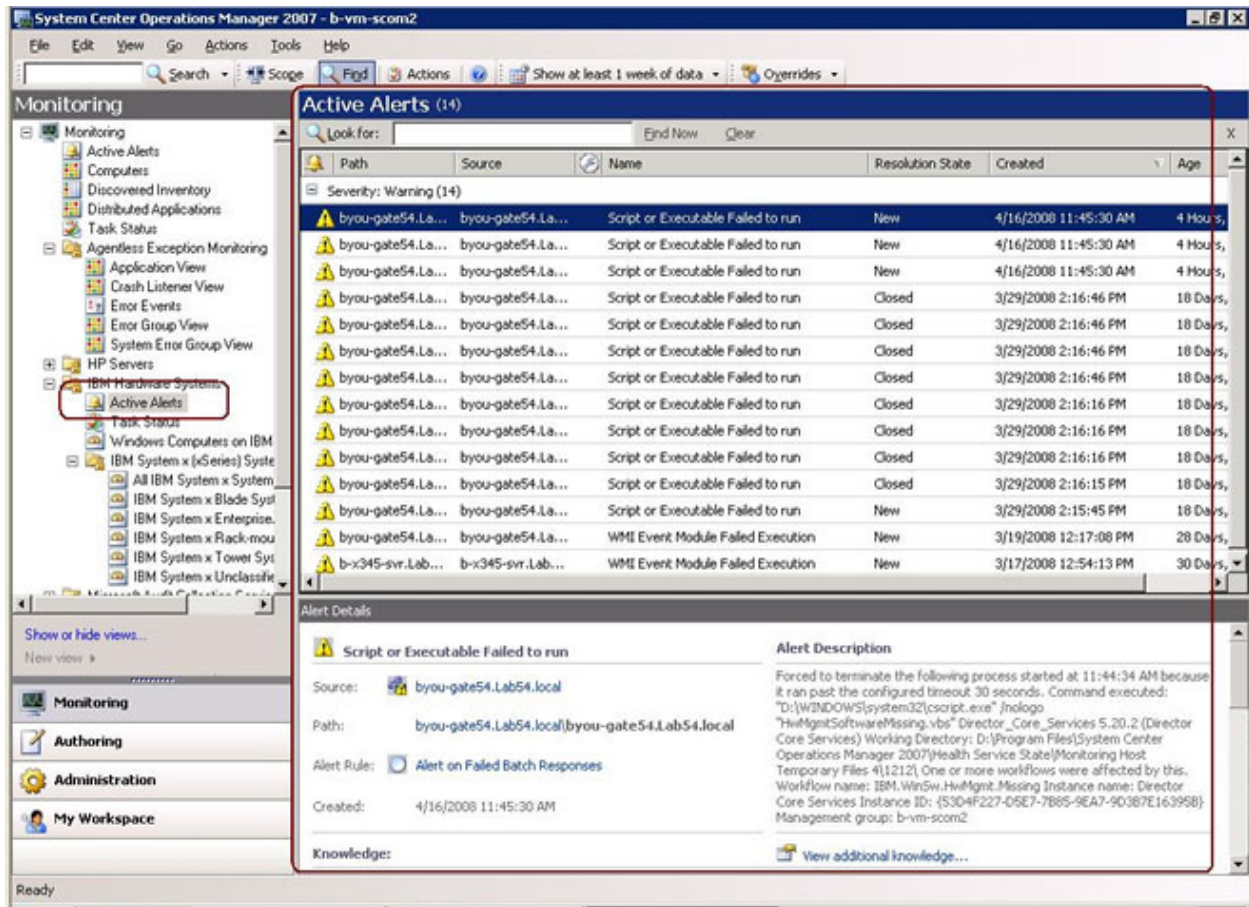 System Center Operations Manager 2007 - b-vm-scom2
File Edit View Go Actions Tools Help
Search Scope Find Actions Show at least 1 week of data Overrides
Monitoring
Monitoring
Active Alerts
Computers
Discovered Inventory
Distributed Applications
Task Status
Agentless Exception Monitoring
Application View
Crash Listener View
Error Events
Error Group View
System Error Group View
HP Servers
IBM Hardware Systems
Active Alerts
Task Status
Windows Computers on IBM
IBM System x (xSeries) Syste
All IBM System x System
IBM System x Blade Syst
IBM System x Enterprise.
IBM System x Rack-mou
IBM System x Tower Sys
IBM System x Unclassifie
Show or hide views...
New view
Monitoring
Authoring
Administration
My Workspace
Active Alerts (14)
Look for: Find Now Clear X
Path Source Name Resolution State Created Age
Severity: Warning (14)
byou-gate54.La... byou-gate54.La... Script or Executable Failed to run New 4/16/2008 11:45:30 AM 4 Hours,
byou-gate54.La... byou-gate54.La... Script or Executable Failed to run New 4/16/2008 11:45:30 AM 4 Hours,
byou-gate54.La... byou-gate54.La... Script or Executable Failed to run New 4/16/2008 11:45:30 AM 4 Hours,
byou-gate54.La... byou-gate54.La... Script or Executable Failed to run Closed 3/29/2008 2:16:46 PM 18 Days,
byou-gate54.La... byou-gate54.La... Script or Executable Failed to run Closed 3/29/2008 2:16:46 PM 18 Days,
byou-gate54.La... byou-gate54.La... Script or Executable Failed to run Closed 3/29/2008 2:16:46 PM 18 Days,
byou-gate54.La... byou-gate54.La... Script or Executable Failed to run Closed 3/29/2008 2:16:46 PM 18 Days,
byou-gate54.La... byou-gate54.La... Script or Executable Failed to run Closed 3/29/2008 2:16:16 PM 18 Days,
byou-gate54.La... byou-gate54.La... Script or Executable Failed to run Closed 3/29/2008 2:16:16 PM 18 Days,
byou-gate54.La... byou-gate54.La... Script or Executable Failed to run Closed 3/29/2008 2:16:16 PM 18 Days,
byou-gate54.La... byou-gate54.La... Script or Executable Failed to run Closed 3/29/2008 2:16:15 PM 18 Days,
byou-gate54.La... byou-gate54.La... Script or Executable Failed to run New 3/29/2008 2:15:45 PM 18 Days,
byou-gate54.La... byou-gate54.La... WMI Event Module Failed Execution New 3/19/2008 12:17:08 PM 28 Days,
b-x345-svr.Lab... b-x345-svr.Lab... WMI Event Module Failed Execution New 3/17/2008 12:54:13 PM 30 Days,
Alert Details
Script or Executable Failed to run
Source: byou-gate54.Lab54.local
Path: byou-gate54.Lab54.local\byou-gate54.Lab54.local
Alert Rule: Alert on Failed Batch Responses
Created: 4/16/2008 11:45:30 AM
Knowledge:
Alert Description
Forced to terminate the following process started at 11:44:34 AM because
it ran past the configured timeout 30 seconds. Command executed:
"D:\WINDOWS\system32\cscript.exe" /nologo
"HwMgmtSoftwareMissing.vbs" Director_Core_Services 5.20.2 (Director
Core Services) Working Directory: D:\Program Files\System Center
Operations Manager 2007\Health Service State\Monitoring Host
Temporary Files 4\1212\ One or more workflows were affected by this.
Workflow name: IBM.WinSw.HwMgmt.Missing Instance name: Director
Core Services Instance ID: {53D4F227-D5E7-7B85-9EA7-9D3B7E16395B}
Management group: b-vm-scom2
View additional knowledge...
Ready